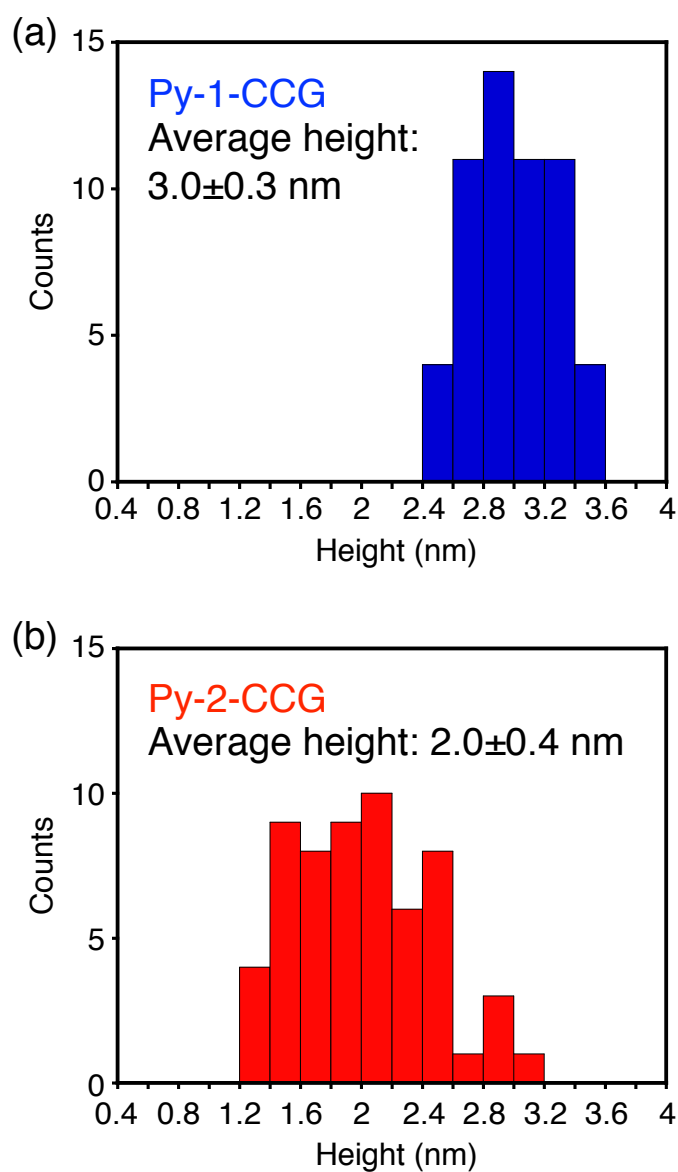 (a)
15
10
5
0
Counts
Py-1-CCG
Average height:
3.0±0.3 nm
0.4 0.8 1.2 1.6 2 2.4 2.8 3.2 3.6 4
Height (nm)
(b)
15
10
5
0
Counts
Py-2-CCG
Average height: 2.0±0.4 nm
0.4 0.8 1.2 1.6 2 2.4 2.8 3.2 3.6 4
Height (nm)